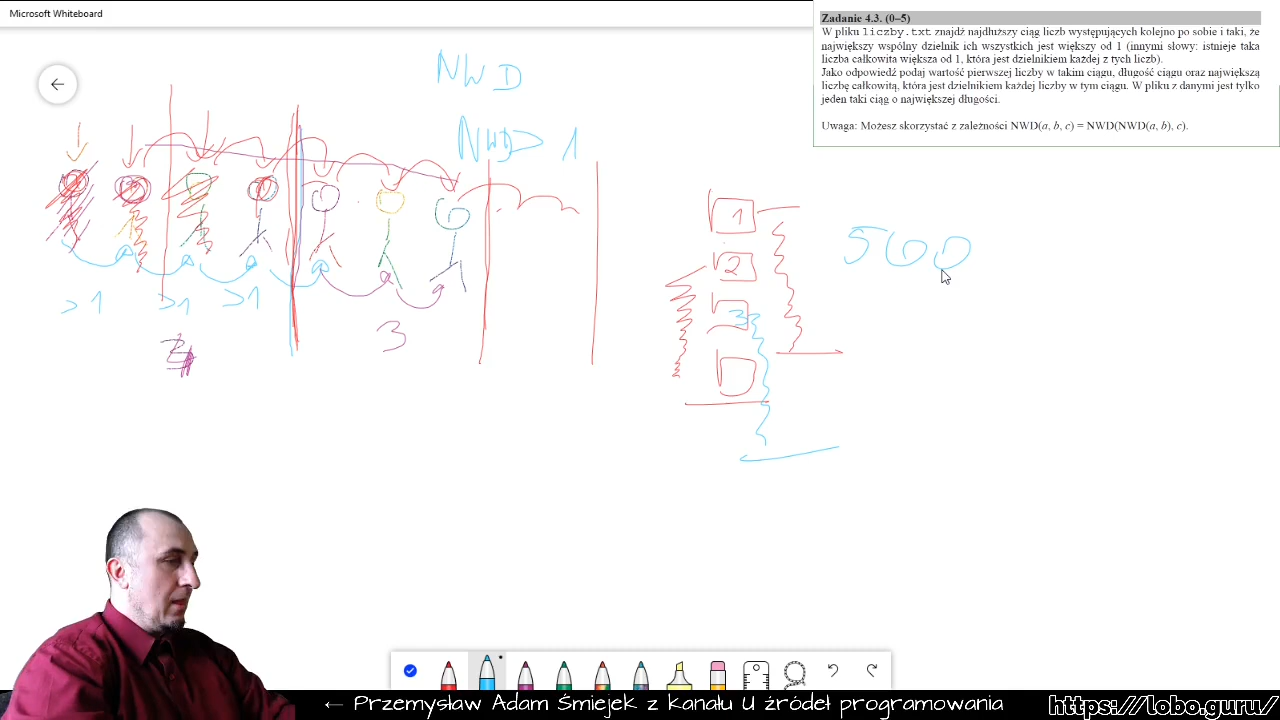 Microsoft Whiteboard
Zadanie 4.3. (0–5)
W pliku liczby.txt znajdź najdłuższy ciąg liczb występujących kolejno po sobie i taki, że
największy wspólny dzielnik ich wszystkich jest większy od 1 (innymi słowy: istnieje taka
liczba całkowita większa od 1, która jest dzielnikiem każdej z tych liczb).
Jako odpowiedź podaj wartość pierwszej liczby w takim ciągu, długość ciągu oraz największą
liczbę całkowitą, która jest dzielnikiem każdej liczby w tym ciągu. W pliku z danymi jest tylko
jeden taki ciąg o największej długości.
Uwaga: Możesz skorzystać z zależności NWD(a, b, c) = NWD(NWD(a, b), c).
NWD
NWD > 1
>1 >1 >1
3
1
2
3
500
← Przemysław Adam Śmiejek z kanału U źródeł programowania
https://lobo.guru/